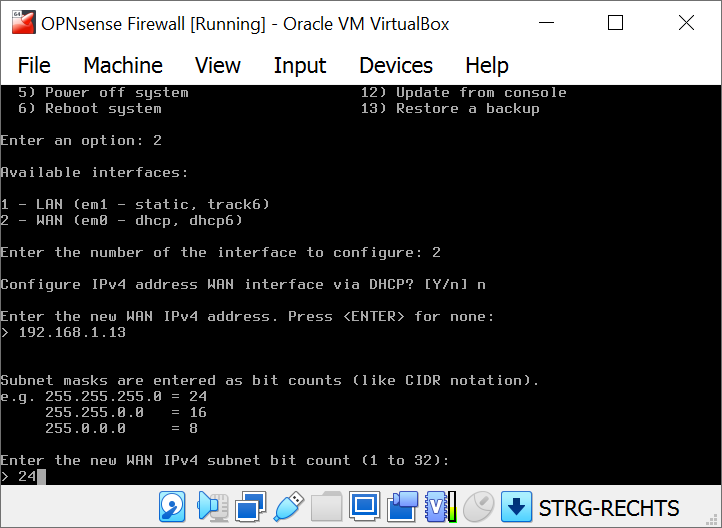 OPNsense Firewall [Running] - Oracle VM VirtualBox
File Machine View Input Devices Help
5) Power off system 12) Update from console
6) Reboot system 13) Restore a backup
Enter an option: 2
Available interfaces:
1 - LAN (em1 - static, track6)
2 - WAN (em0 - dhcp, dhcp6)
Enter the number of the interface to configure: 2
Configure IPv4 address WAN interface via DHCP? [Y/n] n
Enter the new WAN IPv4 address. Press <ENTER> for none:
> 192.168.1.13
Subnet masks are entered as bit counts (like CIDR notation).
e.g. 255.255.255.0 = 24
255.255.0.0 = 16
255.0.0.0 = 8
Enter the new WAN IPv4 subnet bit count (1 to 32):
> 24
STRG-RECHTS